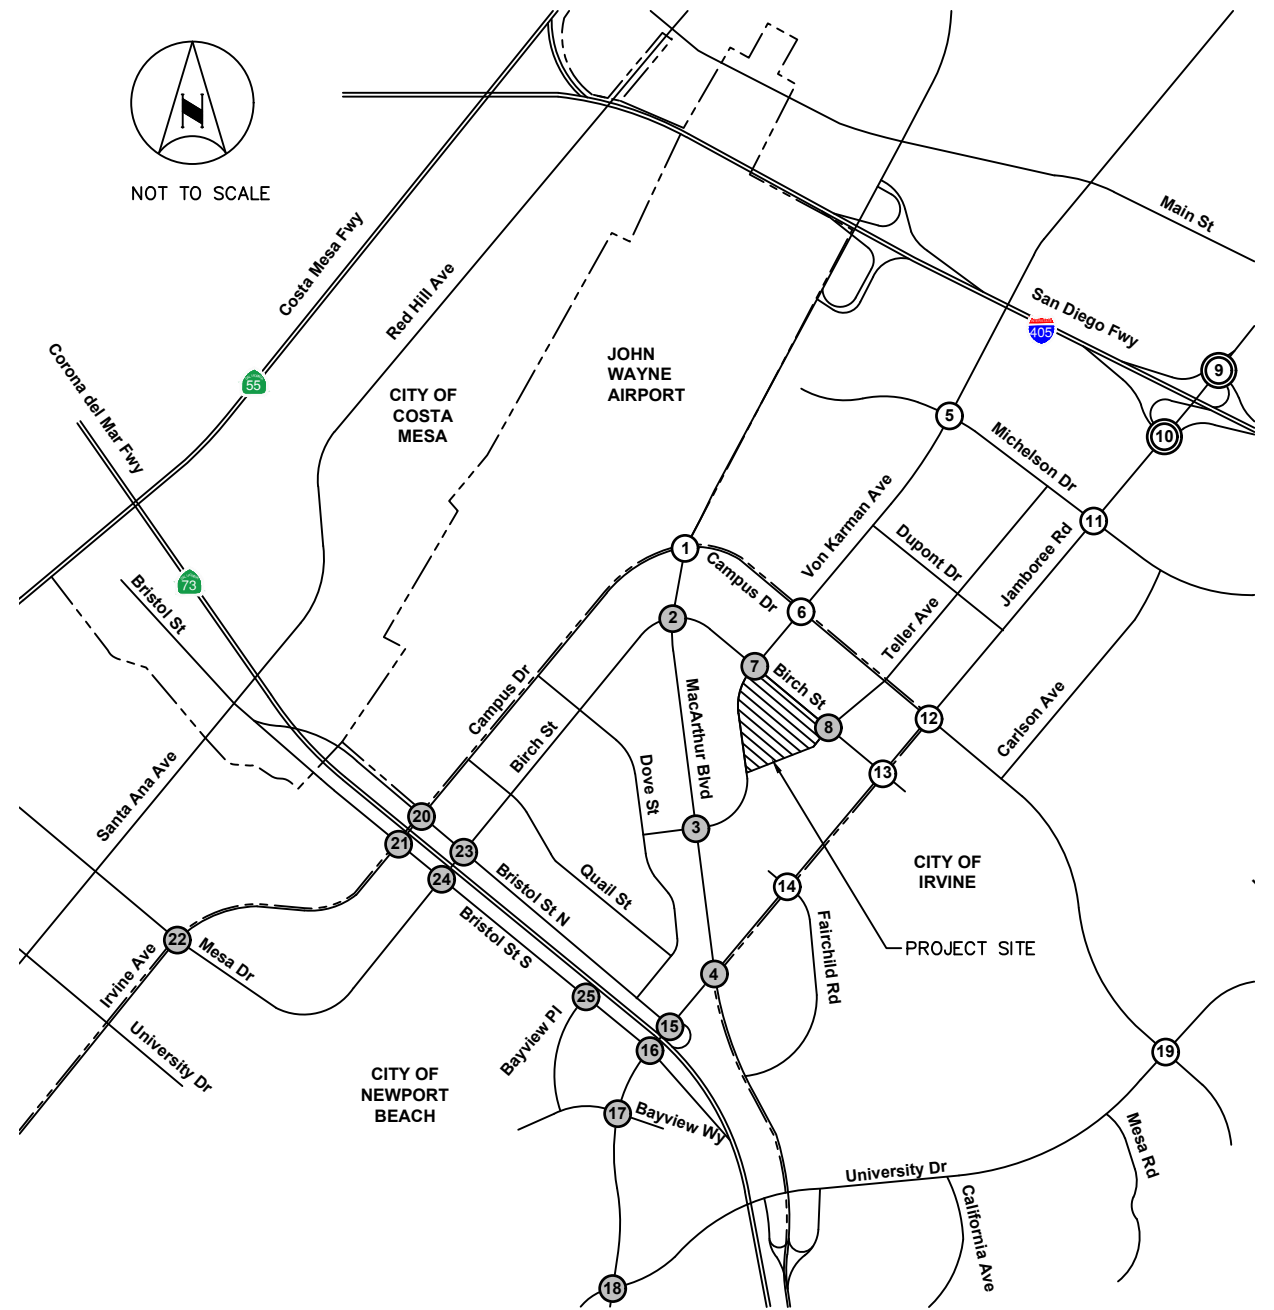 N
NOT TO SCALE
Main St
Costa Mesa Fwy
Red Hill Ave
San Diego Fwy
405
JOHN
WAYNE
AIRPORT
Corona del Mar Fwy
55
CITY OF
COSTA
MESA
9
5
10
Michelson Dr
11
Von Karman Ave
Dupont Dr
Jamboree Rd
1
Campus Dr
73
Bristol St
6
2
Teller Ave
7
Birch St
8
Campus Dr
MacArthur Blvd
Birch St
12
Carlson Ave
13
Dove St
Santa Ana Ave
20
21
3
23
24
CITY OF
IRVINE
14
Quail St
Bristol St N
Bristol St S
Fairchild Rd
PROJECT SITE
22
Mesa Dr
Irvine Ave
4
25
15
16
Bayview Pl
University Dr
19
CITY OF
NEWPORT
BEACH
17
Bayview Wy
Mesa Rd
University Dr
California Ave
18